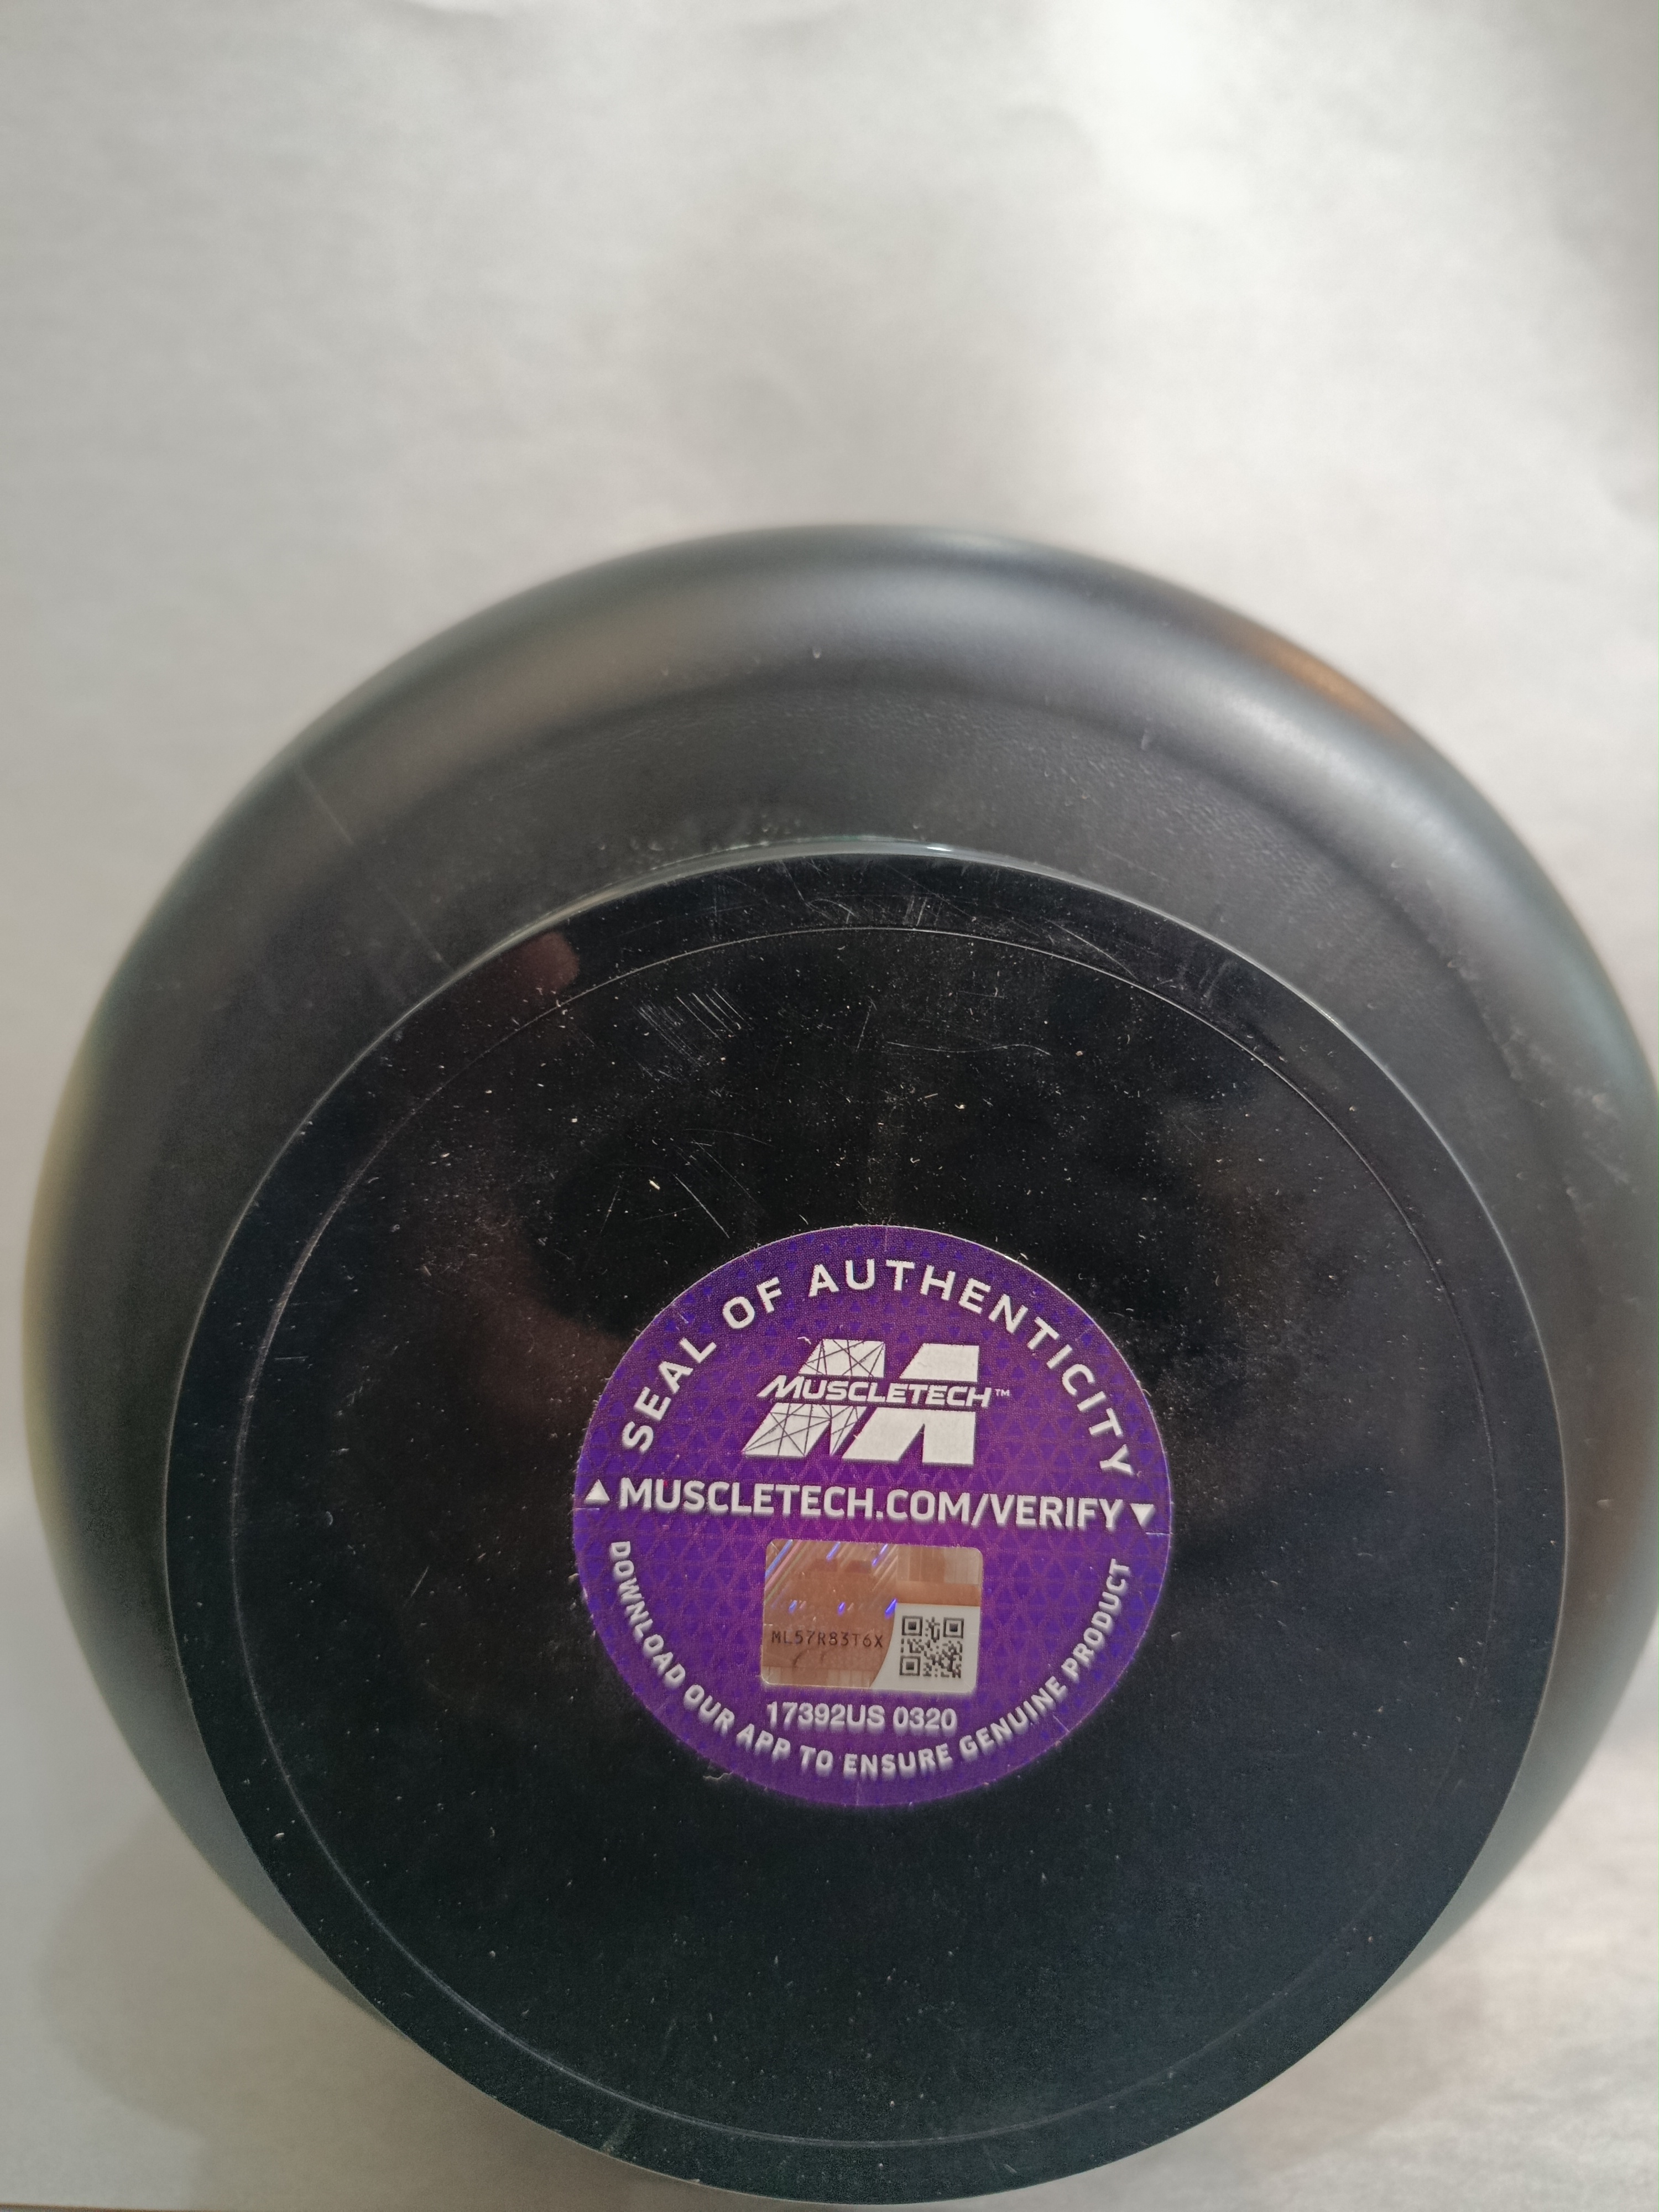 SEAL OF AUTHENTICITY
MUSCLETECH™
▲MUSCLETECH.COM/VERIFY▼
ML57R83T6X
17392US 0320
DOWNLOAD OUR APP TO ENSURE GENUINE PRODUCT